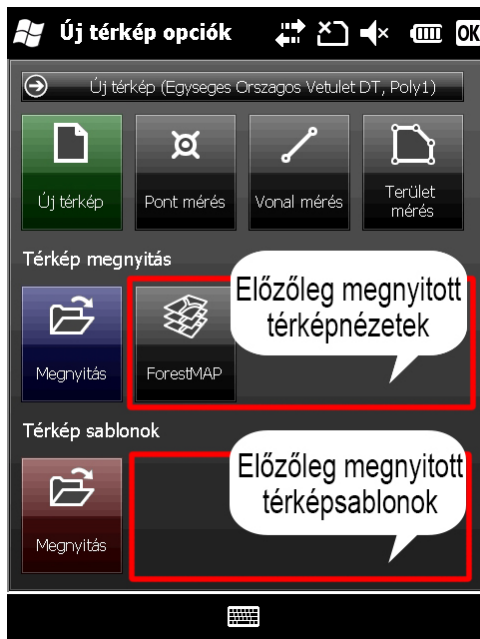 Új térkép opciók
OK
Új térkép (Egyseges Orszagos Vetulet DT, Poly1)
Új térkép
Pont mérés
Vonal mérés
Terület
mérés
Térkép megnyitás
Megnyitás
ForestMAP
Előzőleg megnyitott
térképnézetek
Térkép sablonok
Megnyitás
Előzőleg megnyitott
térképsablonok